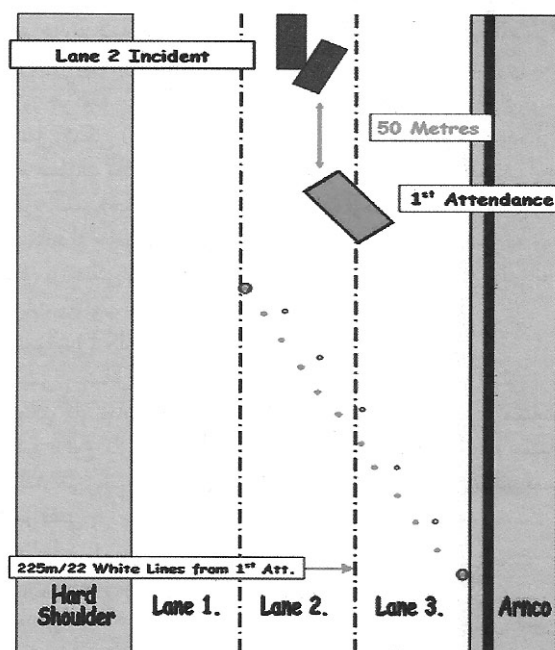 Lane 2 Incident
50 Metres
1st Attendance
225m/22 White Lines from 1st Att.
Hard
Shoulder
Lane 1.
Lane 2.
Lane 3.
Armco